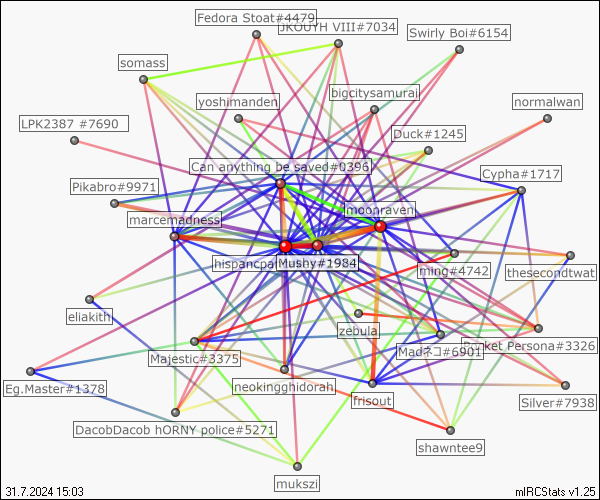 Fedora Stoat#4479
JKOUYH VIII#7034
Swirly Boi#6154
somass
bigcitysamurai
yoshimanden
normalwan
LPK2387 #7690
Duck#1245
Can anything be saved#0396
Cypha#1717
Pikabro#9971
moonraven
marcemadness
hispancpa
Mushy#1984
ming#4742
thesecondtwat
eliakith
zebula
Majestic#3375
Madネコ#6901
ket Persona#3326
Eg.Master#1378
neokingghidorah
frisout
Silver#7938
DacobDacob hORNY police#5271
shawntee9
mukszi
31.7.2024 15:03
mIRCStats v1.25